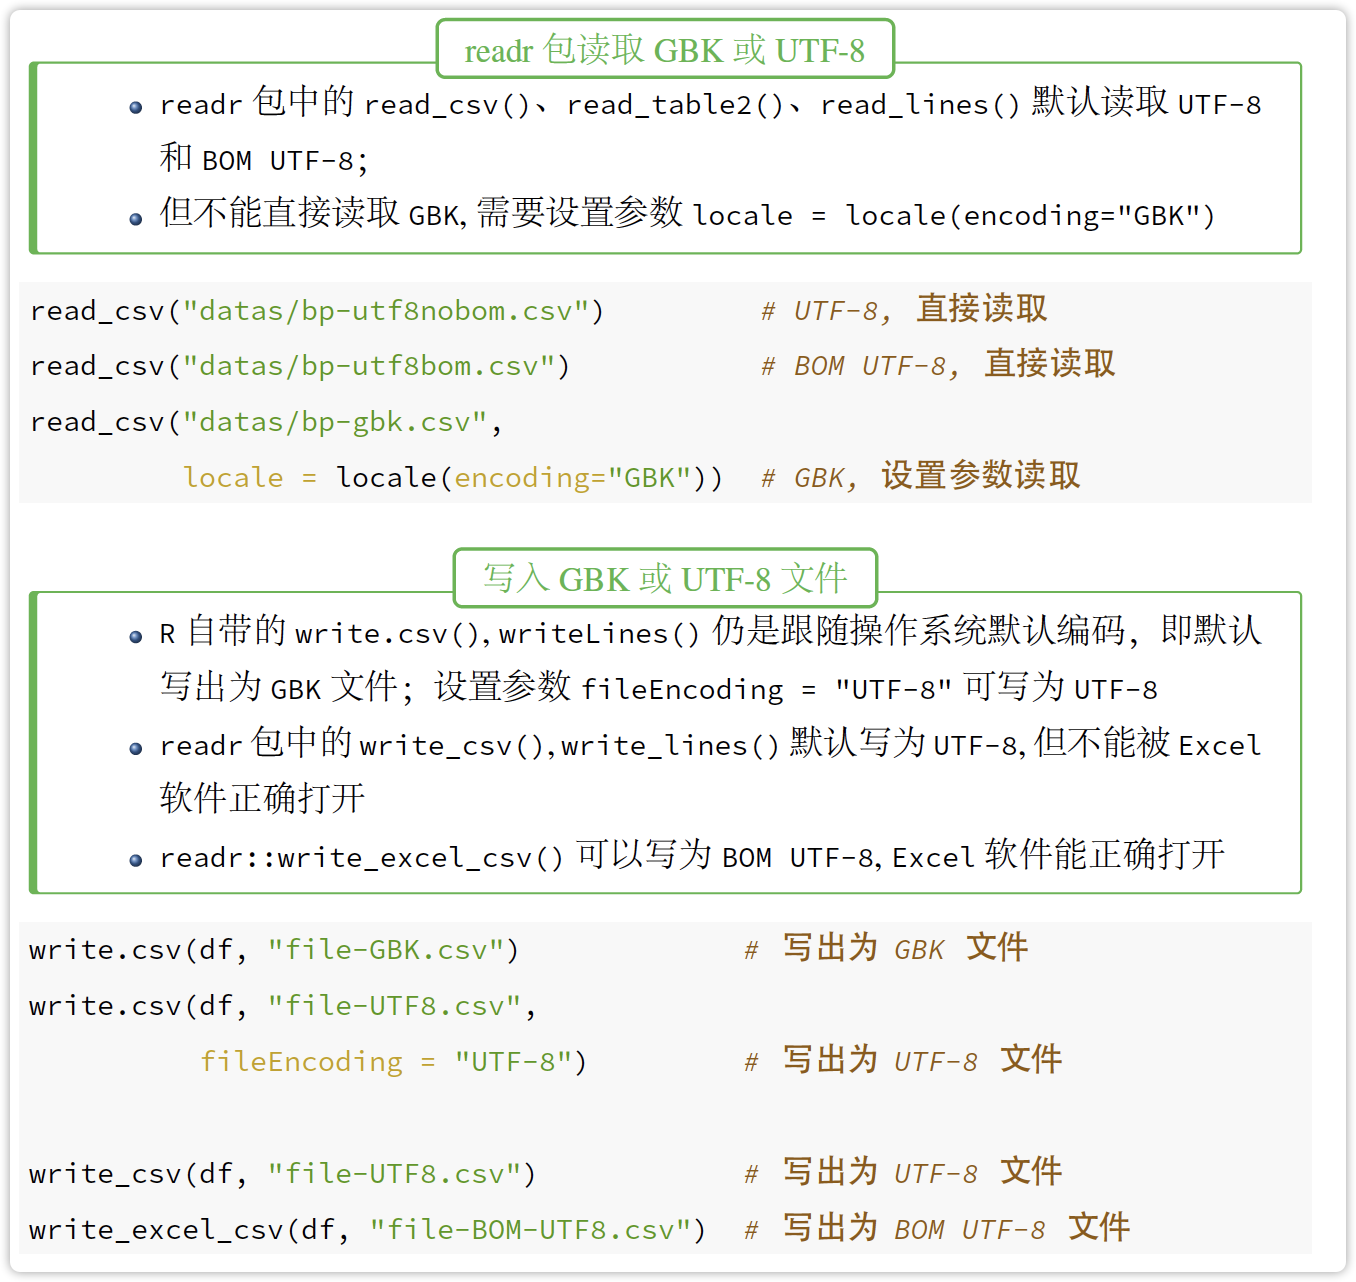 readr 包读取 GBK 或 UTF-8
readr 包中的 read_csv()、read_table2()、read_lines() 默认读取 UTF-8
和 BOM UTF-8;
但不能直接读取 GBK, 需要设置参数 locale = locale(encoding="GBK")
read_csv("datas/bp-utf8nobom.csv") # UTF-8, 直接读取
read_csv("datas/bp-utf8bom.csv") # BOM UTF-8, 直接读取
read_csv("datas/bp-gbk.csv",
locale = locale(encoding="GBK")) # GBK, 设置参数读取
写入 GBK 或 UTF-8 文件
R 自带的 write.csv(), writeLines() 仍是跟随操作系统默认编码，即默认
写出为 GBK 文件；设置参数 fileEncoding = "UTF-8" 可写为 UTF-8
readr 包中的 write_csv(), write_lines() 默认写为 UTF-8, 但不能被 Excel
软件正确打开
readr::write_excel_csv() 可以写为 BOM UTF-8, Excel 软件能正确打开
write.csv(df, "file-GBK.csv") # 写出为 GBK 文件
write.csv(df, "file-UTF8.csv",
fileEncoding = "UTF-8") # 写出为 UTF-8 文件
write_csv(df, "file-UTF8.csv") # 写出为 UTF-8 文件
write_excel_csv(df, "file-BOM-UTF8.csv") # 写出为 BOM UTF-8 文件